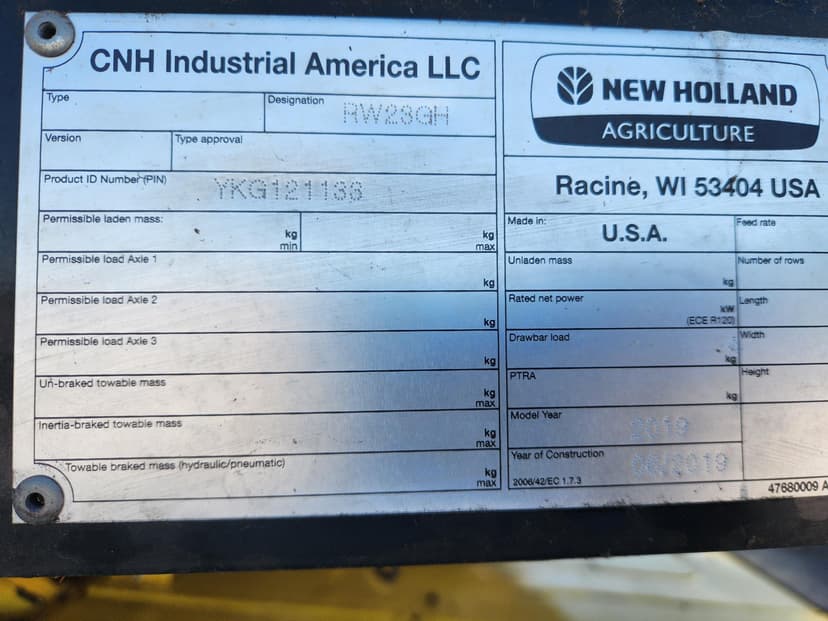 CNH Industrial America LLC
Type
Designation RW23GH
Version
Type approval
Product ID Number (PIN) YKG121133
Permissible laden mass:
kg
min
kg
max
Permissible load Axle 1
kg
Permissible load Axle 2
kg
Permissible load Axle 3
kg
Un-braked towable mass
kg
max
Inertia-braked towable mass
kg
max
Towable braked mass (hydraulic/pneumatic)
kg
max
NEW HOLLAND
AGRICULTURE
Racine, WI 53404 USA
Made in:
U.S.A.
Feed rate
Unladen mass
kg
Number of rows
Rated net power
kW
(ECE R120)
Length
Drawbar load
kg
Width
PTRA
kg
Height
Model Year 2019
Year of Construction
2006/42/EC 1.7.3
47680009 A